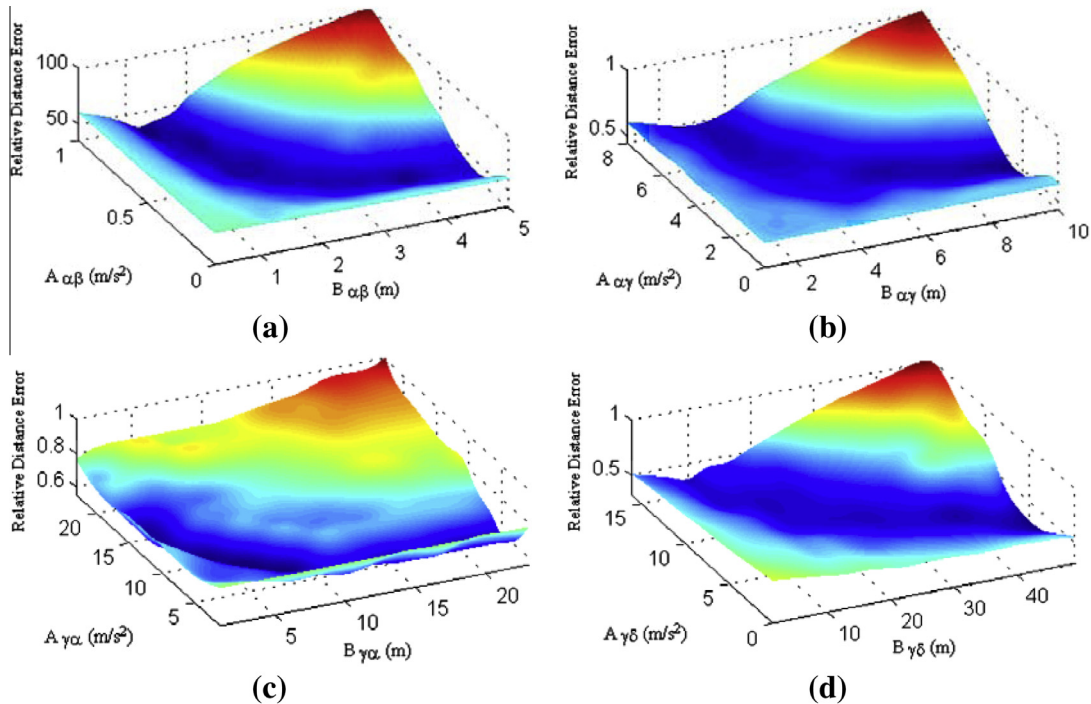 Relative Distance Error
100
50
1
0.5
0
A αβ (m/s²)
1
2
3
4
5
B αβ (m)
(a)
Relative Distance Error
1
0.5
8
6
4
2
0
A αγ (m/s²)
2
4
6
8
10
B αγ (m)
(b)
Relative Distance Error
1
0.8
0.6
20
15
10
5
A γα (m/s²)
5
10
15
20
B γα (m)
(c)
Relative Distance Error
1
0.5
15
10
5
0
A γδ (m/s²)
10
20
30
40
B γδ (m)
(d)